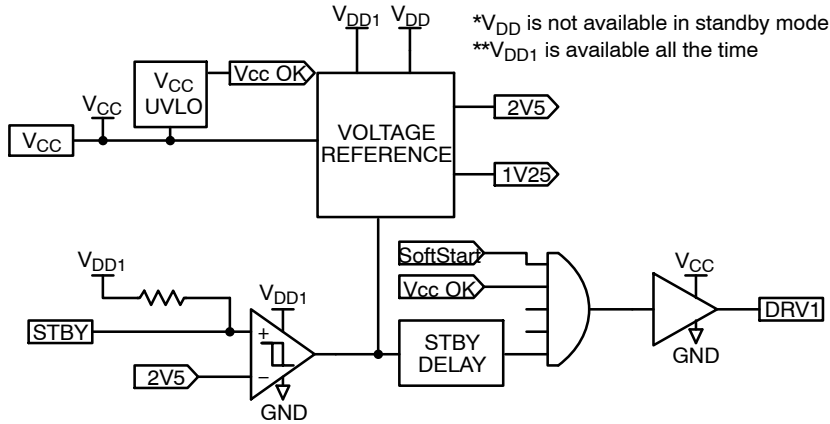 VDD1
VDD
*VDD is not available in standby mode
**VDD1 is available all the time
VCC
UVLO
Vcc OK
VCC
VCC
VOLTAGE
REFERENCE
2V5
1V25
VDD1
SoftStart
Vcc OK
VDD1
VCC
STBY
+
STBY
DELAY
DRV1
2V5
−
GND
GND